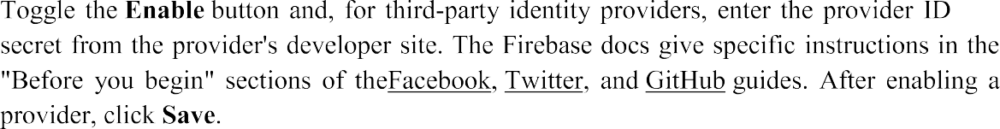 Toggle the Enable button and, for third-party identity providers, enter the provider ID
secret from the provider's developer site. The Firebase docs give specific instructions in the
"Before you begin" sections of theFacebook, Twitter, and GitHub guides. After enabling a
provider, click Save.